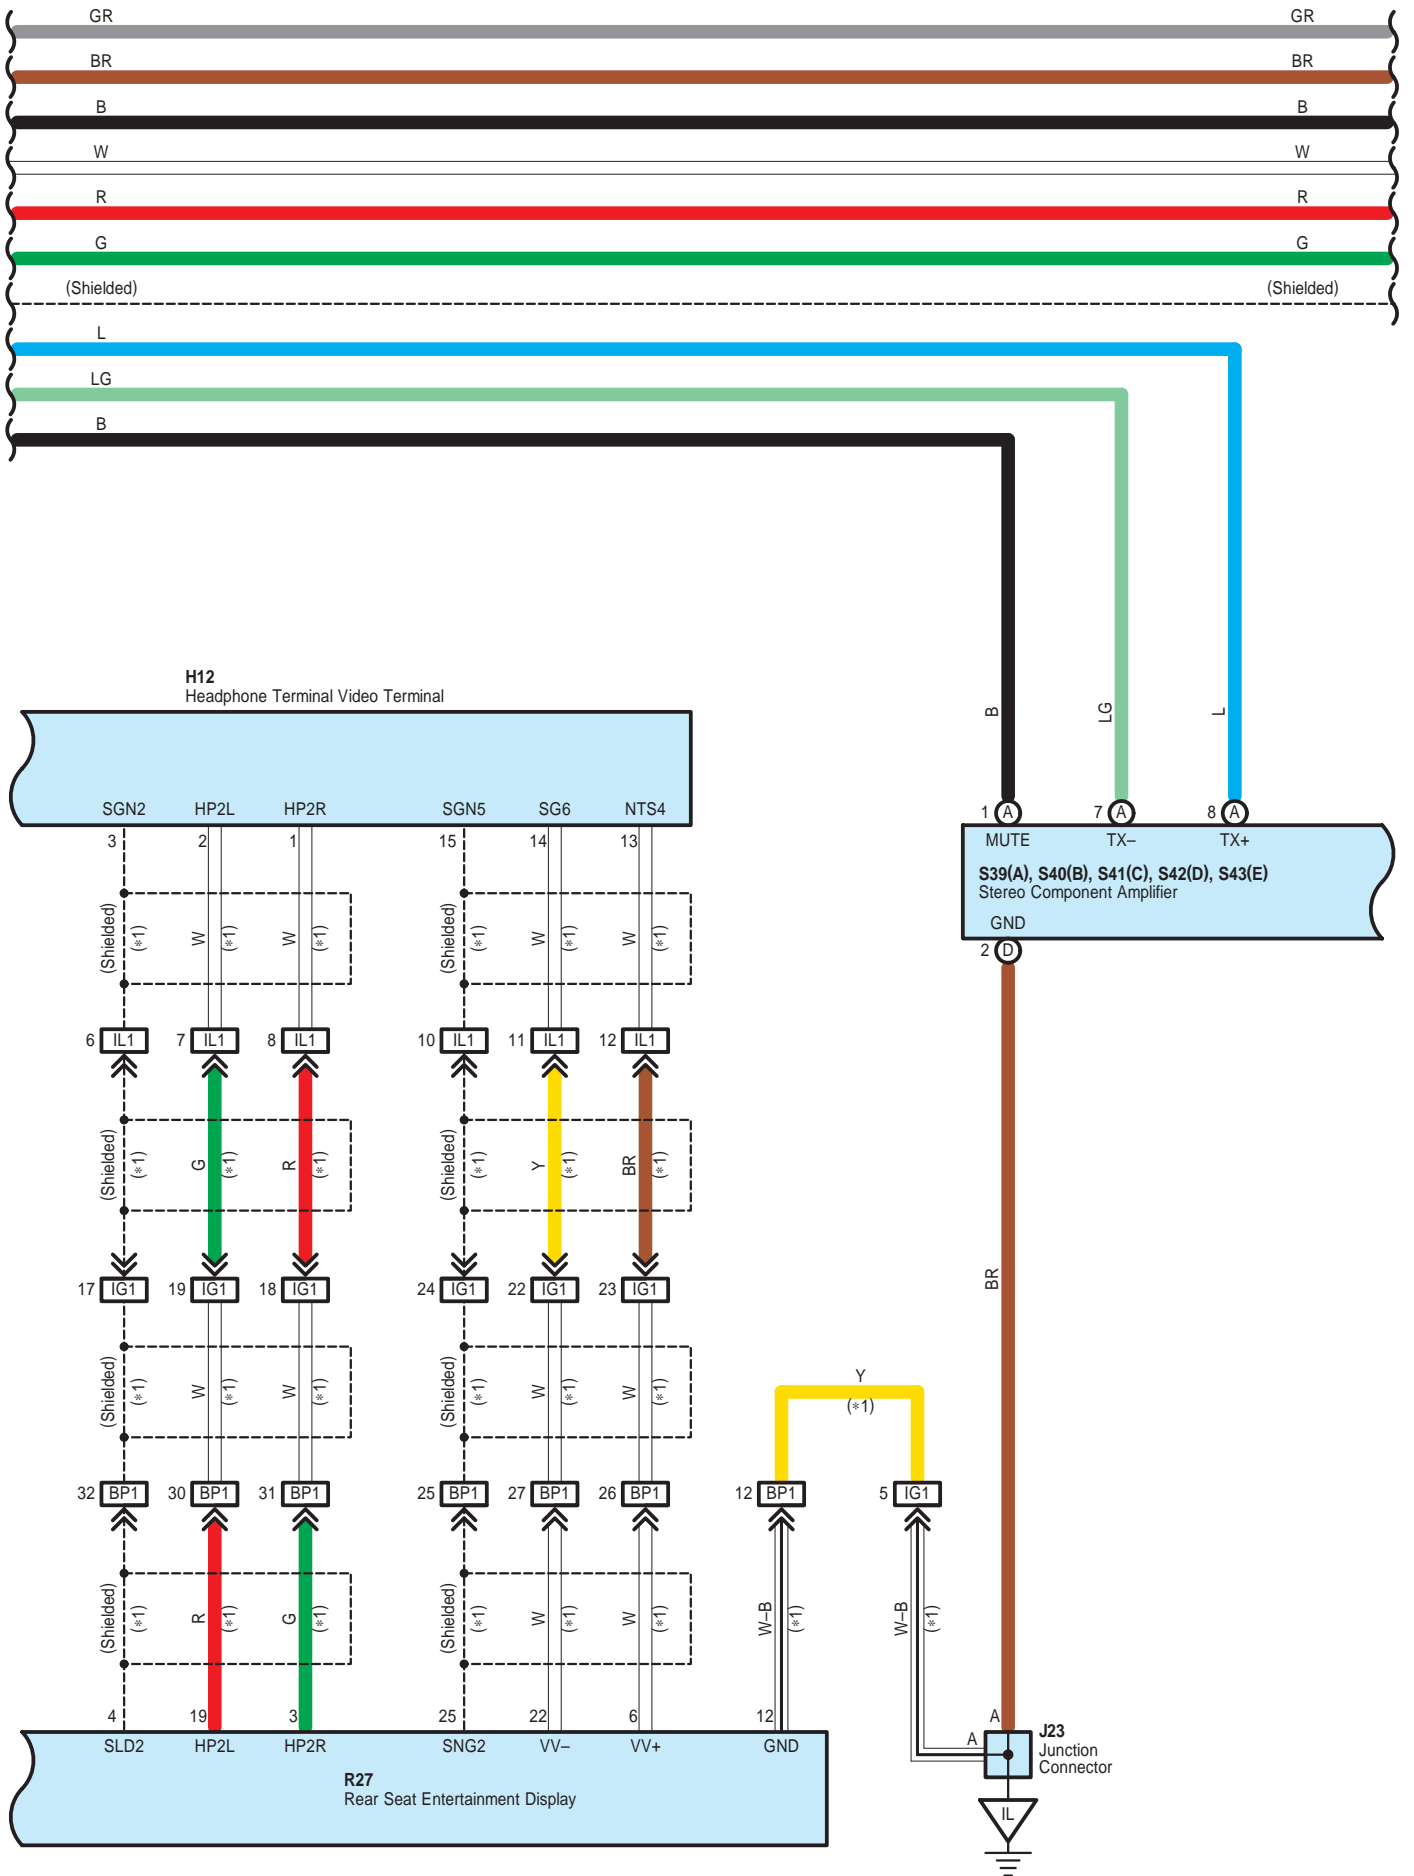 GR GR
BR BR
B B
W W
R R
G G
(Shielded) (Shielded)
L
LG
B
H12
Headphone Terminal Video Terminal
B LG L
SGN2 HP2L HP2R SGN5 SG6 NTS4
1 A 7 A 8 A
3 2 1 15 14 13
MUTE TX– TX+
S39(A), S40(B), S41(C), S42(D), S43(E)
Stereo Component Amplifier
GND
2 D
(Shielded) (*1) W (*1) W (*1) (Shielded) (*1) W (*1) W (*1)
6 IL1 7 IL1 8 IL1 10 IL1 11 IL1 12 IL1
(Shielded) (*1) G (*1) R (*1) (Shielded) (*1) Y (*1) BR (*1)
17 IG1 19 IG1 18 IG1 24 IG1 22 IG1 23 IG1
BR
(Shielded) (*1) W (*1) W (*1) (Shielded) (*1) W (*1) W (*1)
Y
(*1)
32 BP1 30 BP1 31 BP1 25 BP1 27 BP1 26 BP1 12 BP1 5 IG1
(Shielded) (*1) R (*1) G (*1) (Shielded) (*1) W (*1) W (*1) W–B (*1) W–B (*1)
4 19 3 25 22 6 12 A
SLD2 HP2L HP2R SNG2 VV– VV+ GND
A J23
Junction
Connector
R27
Rear Seat Entertainment Display
IL